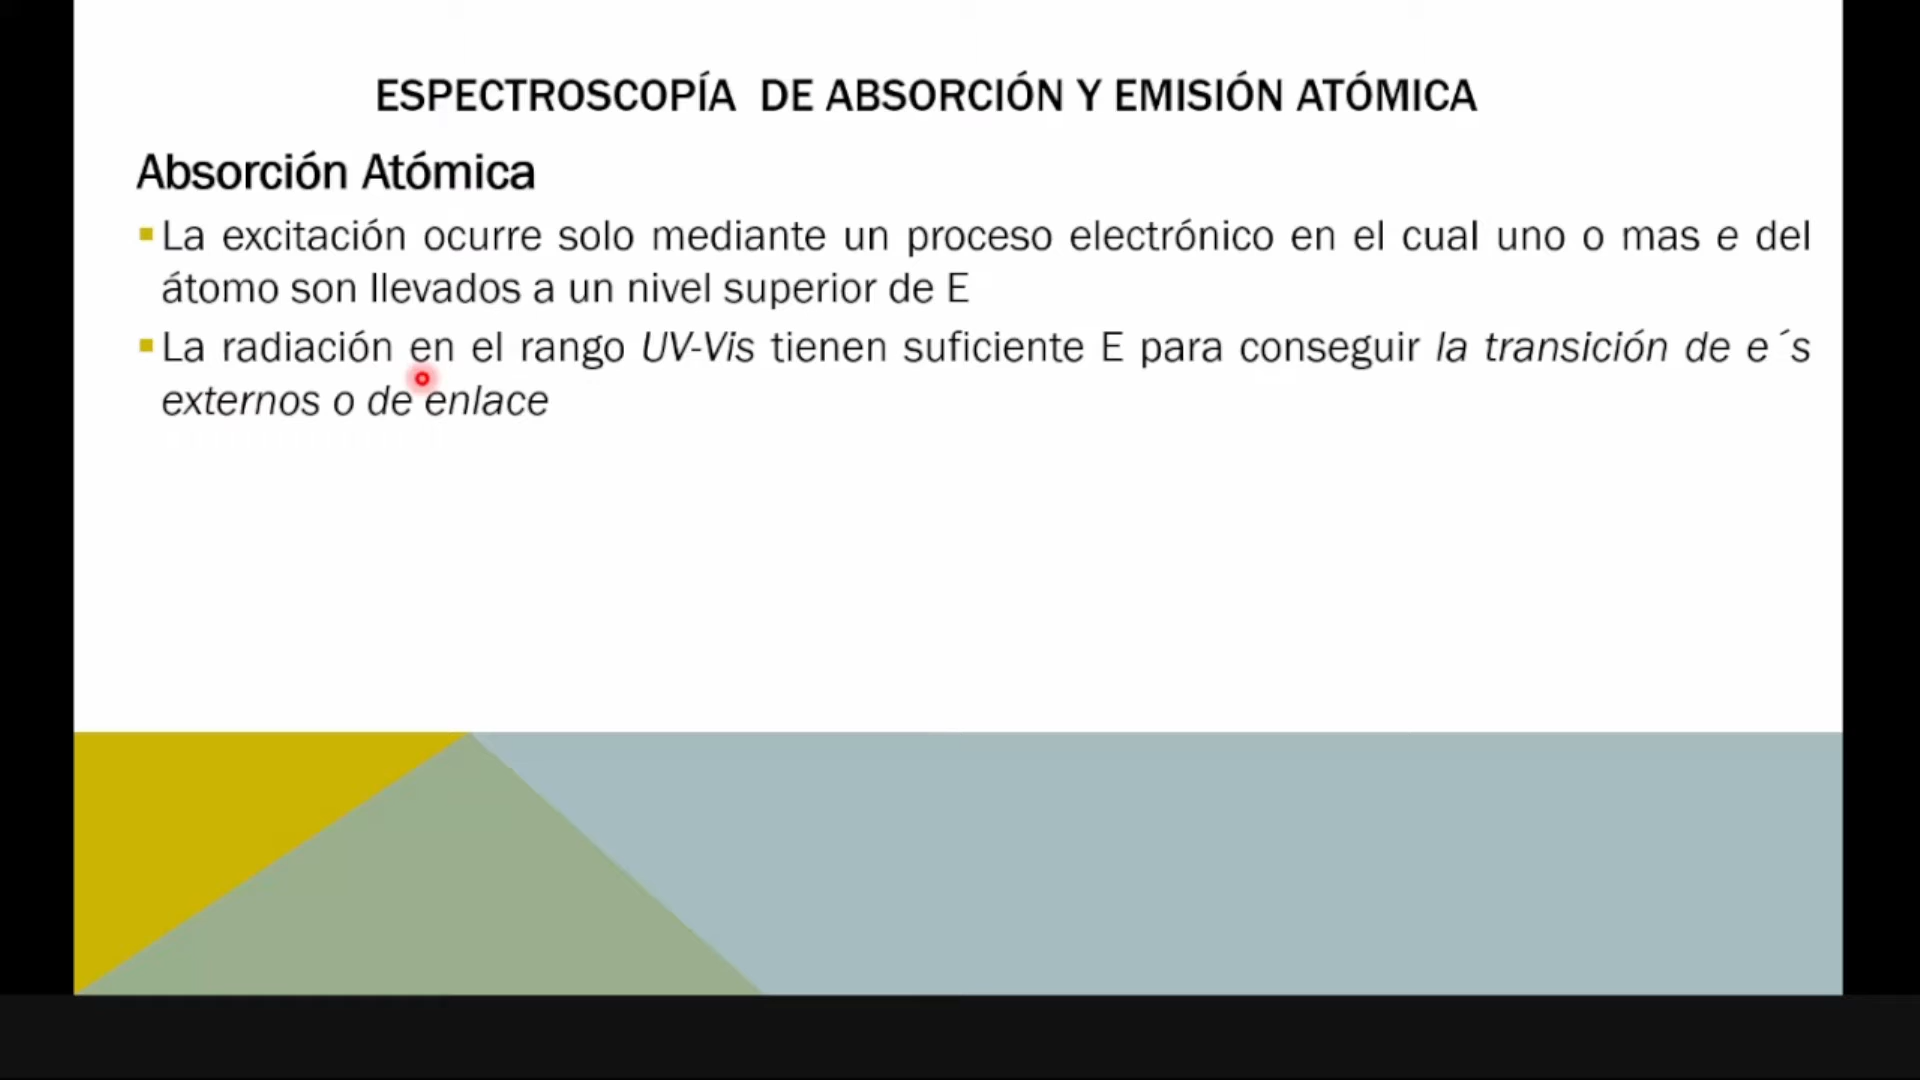 ESPECTROSCOPÍA DE ABSORCIÓN Y EMISIÓN ATÓMICA
Absorción Atómica
La excitación ocurre solo mediante un proceso electrónico en el cual uno o mas e del
átomo son llevados a un nivel superior de E
La radiación en el rango UV-Vis tienen suficiente E para conseguir la transición de e´s
externos o de enlace